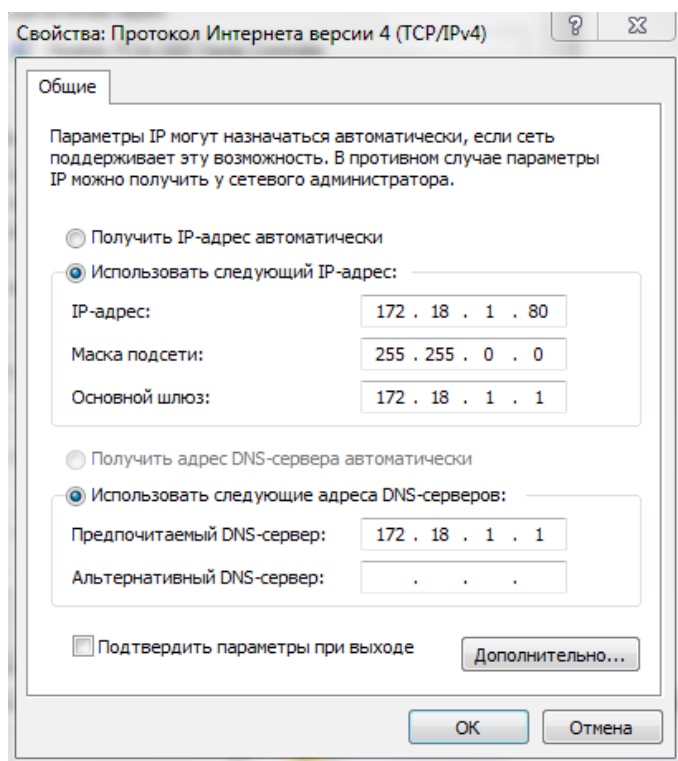 Свойства: Протокол Интернета версии 4 (TCP/IPv4)
Общие
Параметры IP могут назначаться автоматически, если сеть
поддерживает эту возможность. В противном случае параметры
IP можно получить у сетевого администратора.
Получить IP-адрес автоматически
Использовать следующий IP-адрес:
IP-адрес: 172 . 18 . 1 . 80
Маска подсети: 255 . 255 . 0 . 0
Основной шлюз: 172 . 18 . 1 . 1
Получить адрес DNS-сервера автоматически
Использовать следующие адреса DNS-серверов:
Предпочитаемый DNS-сервер: 172 . 18 . 1 . 1
Альтернативный DNS-сервер: . . .
Подтвердить параметры при выходе Дополнительно...
ОК Отмена